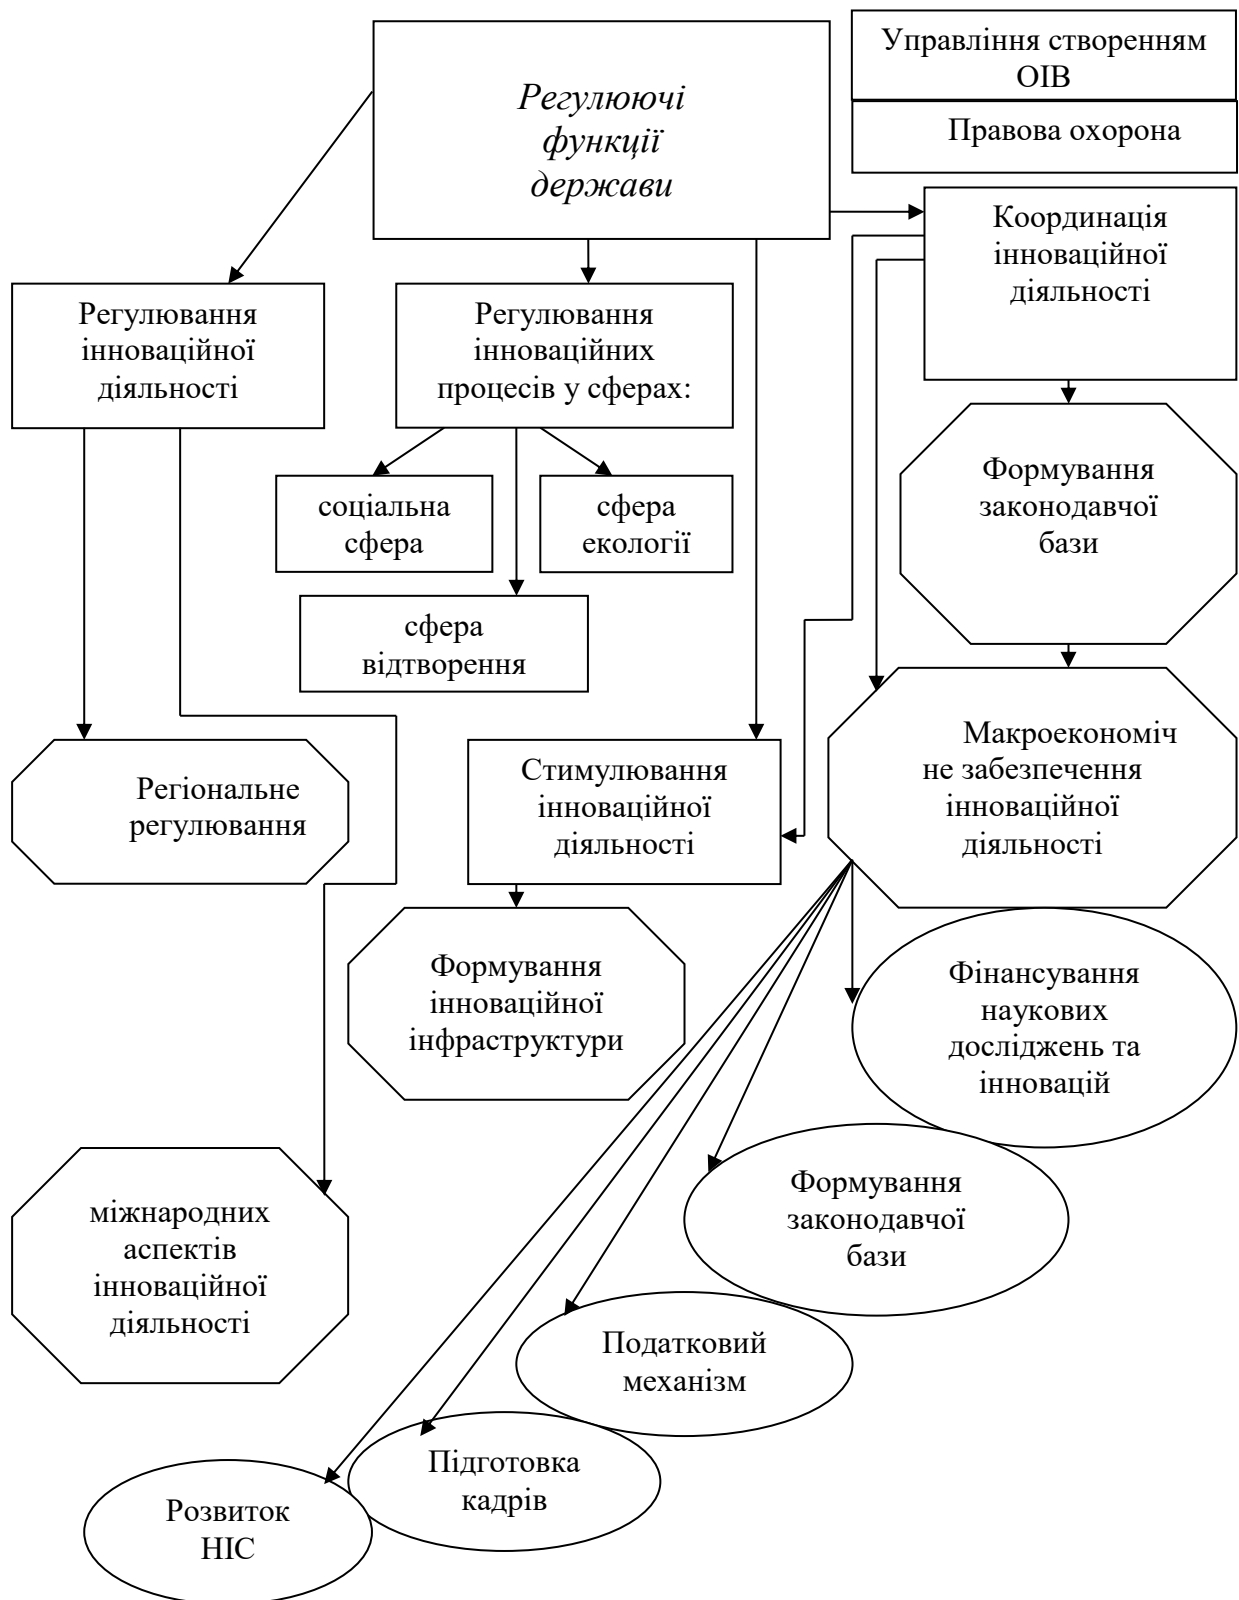 Управління створенням
ОІВ
Правова охорона
Регулюючі
функції
держави
Координація
інноваційної
діяльності
Регулювання
інноваційної
діяльності
Регулювання
інноваційних
процесів у сферах:
соціальна
сфера
сфера
екології
сфера
відтворення
Формування
законодавчої
бази
Регіональне
регулювання
Стимулювання
інноваційної
діяльності
Макроекономіч
не забезпечення
інноваційної
діяльності
Формування
інноваційної
інфраструктури
Фінансування
наукових
досліджень та
інновацій
міжнародних
аспектів
інноваційної
діяльності
Формування
законодавчої
бази
Податковий
механізм
Підготовка
кадрів
Розвиток
НІС